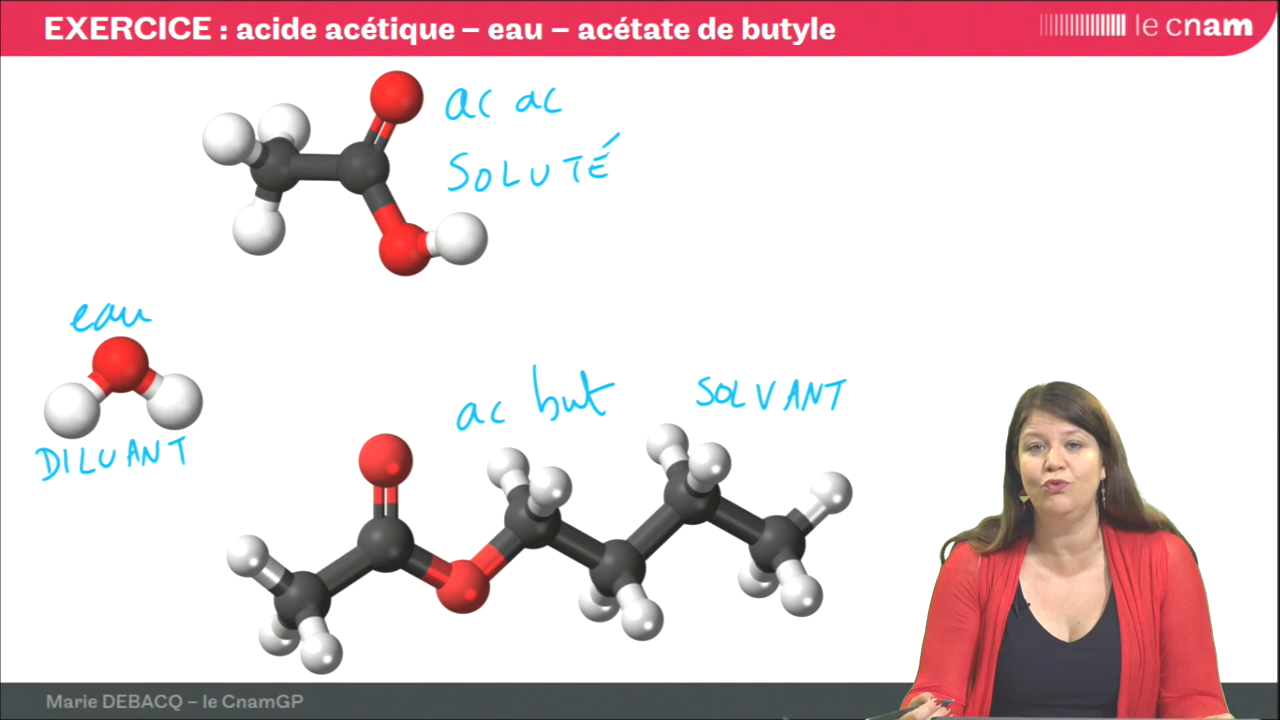 EXERCICE : acide acétique – eau – acétate de butyle
le cnam
ac ac
SOLUTÉ
eau
DILUANT
ac but
SOLVANT
Marie DEBACQ – le CnamGP